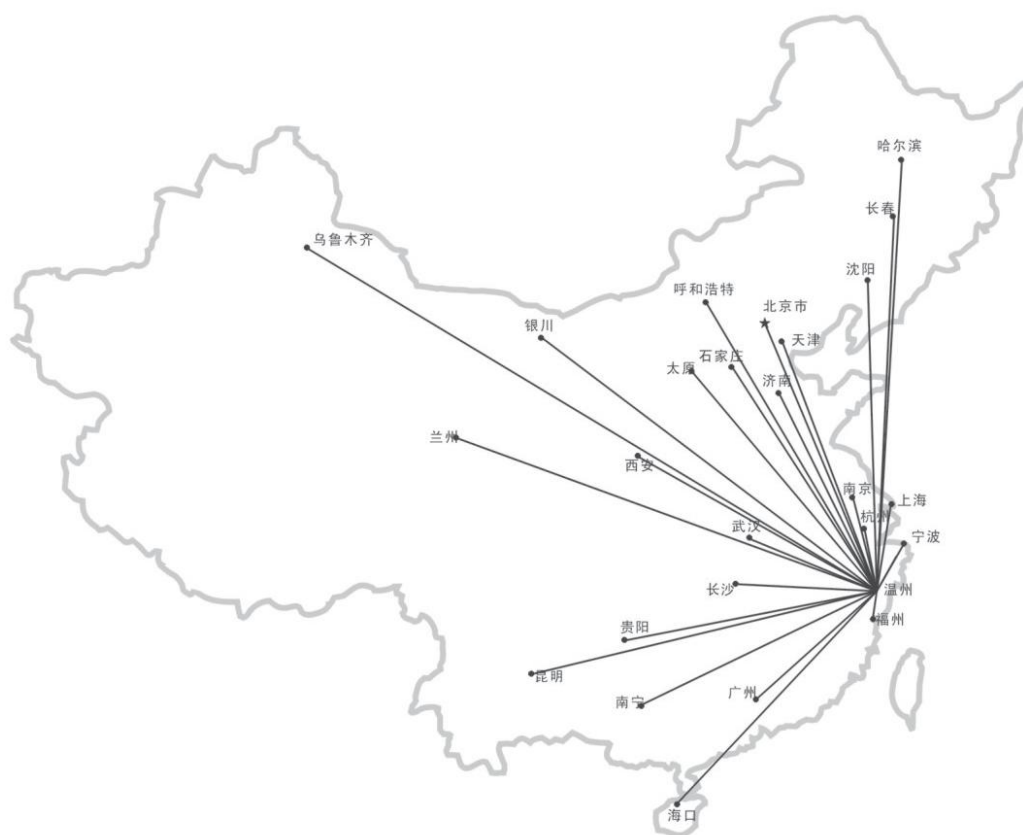 哈尔滨
长春
乌鲁木齐
沈阳
呼和浩特
北京市
银川
天津
石家庄
太原
济南
兰州
西安
南京
上海
杭州
武汉
宁波
长沙
温州
福州
贵阳
昆明
广州
南宁
海口